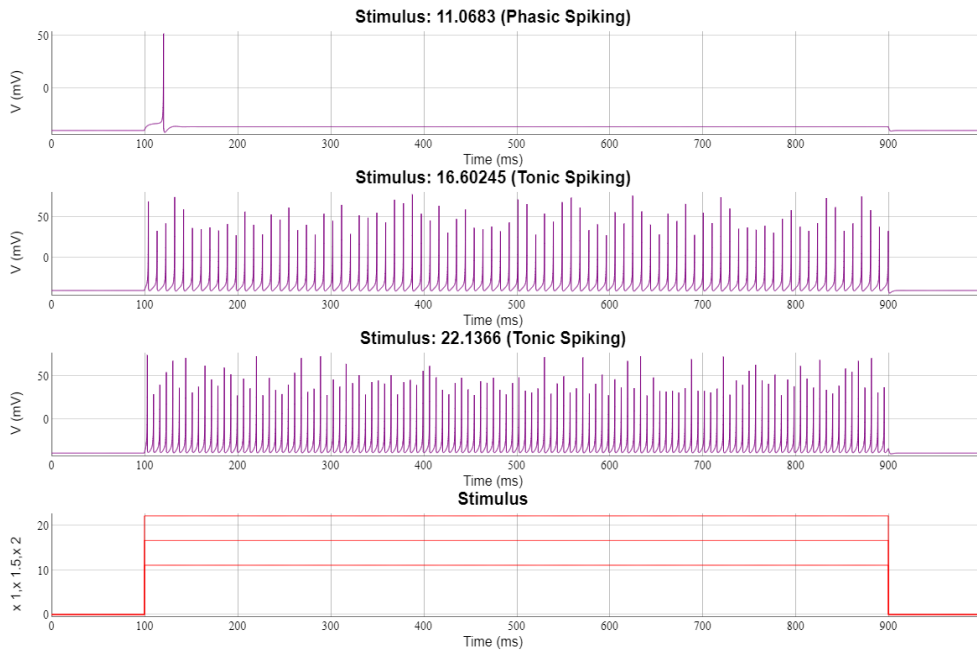 Stimulus: 11.0683 (Phasic Spiking)
50
0
V (mV)
0 100 200 300 400 500 600 700 800 900
Time (ms)
Stimulus: 16.60245 (Tonic Spiking)
50
0
V (mV)
0 100 200 300 400 500 600 700 800 900
Time (ms)
Stimulus: 22.1366 (Tonic Spiking)
50
0
V (mV)
0 100 200 300 400 500 600 700 800 900
Time (ms)
Stimulus
20
10
0
x 1,x 1.5,x 2
0 100 200 300 400 500 600 700 800 900
Time (ms)